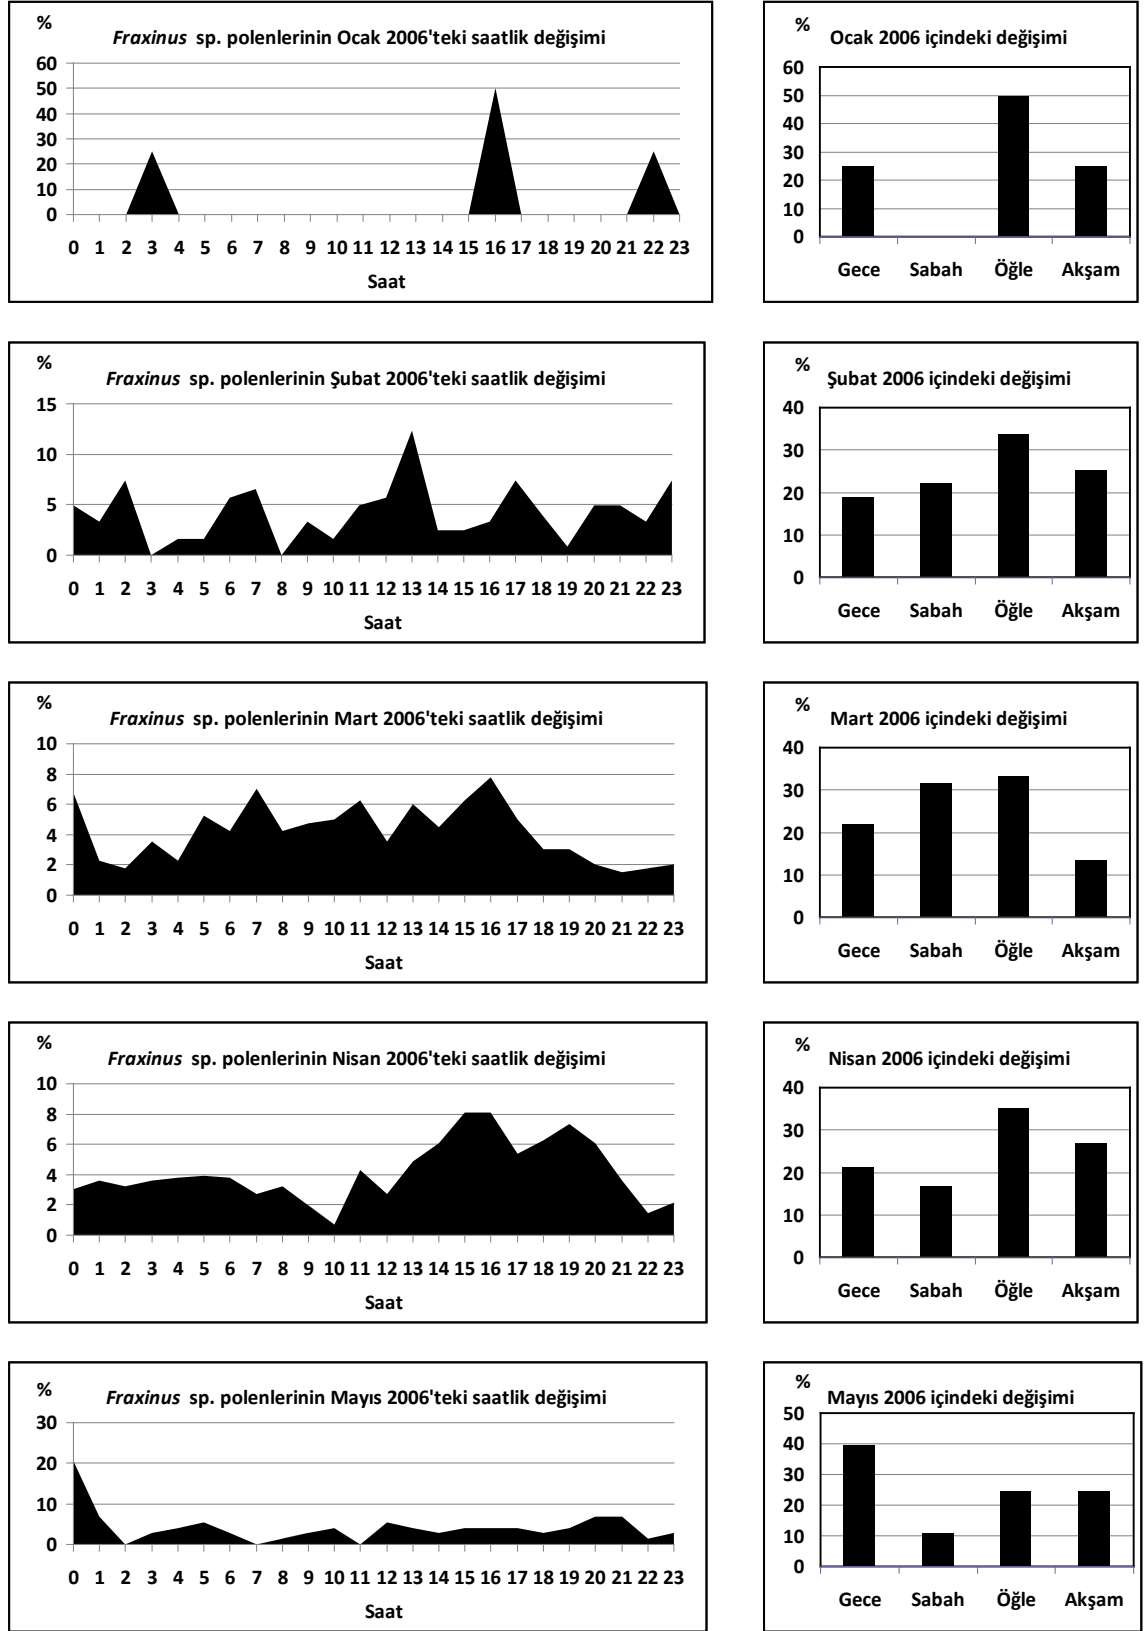 %
Fraxinus sp. polenlerinin Ocak 2006'teki saatlik değişimi
60
50
40
30
20
10
0
0 1 2 3 4 5 6 7 8 9 10 11 12 13 14 15 16 17 18 19 20 21 22 23
Saat
%
Ocak 2006 içindeki değişimi
60
50
40
30
20
10
0
Gece Sabah Öğle Akşam
%
Fraxinus sp. polenlerinin Şubat 2006'teki saatlik değişimi
15
10
5
0
0 1 2 3 4 5 6 7 8 9 10 11 12 13 14 15 16 17 18 19 20 21 22 23
Saat
%
Şubat 2006 içindeki değişimi
40
30
20
10
0
Gece Sabah Öğle Akşam
%
Fraxinus sp. polenlerinin Mart 2006'teki saatlik değişimi
10
8
6
4
2
0
0 1 2 3 4 5 6 7 8 9 10 11 12 13 14 15 16 17 18 19 20 21 22 23
Saat
%
Mart 2006 içindeki değişimi
40
30
20
10
0
Gece Sabah Öğle Akşam
%
Fraxinus sp. polenlerinin Nisan 2006'teki saatlik değişimi
10
8
6
4
2
0
0 1 2 3 4 5 6 7 8 9 10 11 12 13 14 15 16 17 18 19 20 21 22 23
Saat
%
Nisan 2006 içindeki değişimi
40
30
20
10
0
Gece Sabah Öğle Akşam
%
Fraxinus sp. polenlerinin Mayıs 2006'teki saatlik değişimi
30
20
10
0
0 1 2 3 4 5 6 7 8 9 10 11 12 13 14 15 16 17 18 19 20 21 22 23
Saat
%
Mayıs 2006 içindeki değişimi
50
40
30
20
10
0
Gece Sabah Öğle Akşam